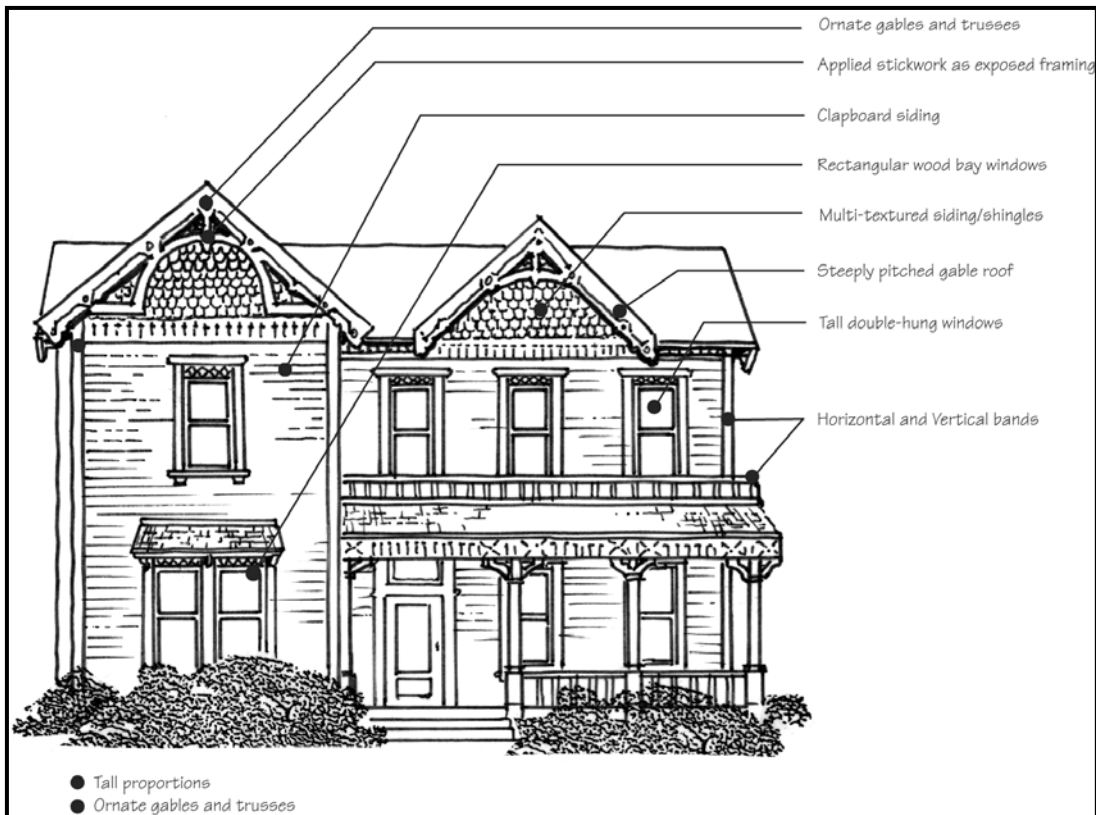 Ornate gables and trusses
Applied stickwork as exposed framing
Clapboard siding
Rectangular wood bay windows
Multi-textured siding/shingles
Steeply pitched gable roof
Tall double-hung windows
Horizontal and Vertical bands
Tall proportions
Ornate gables and trusses